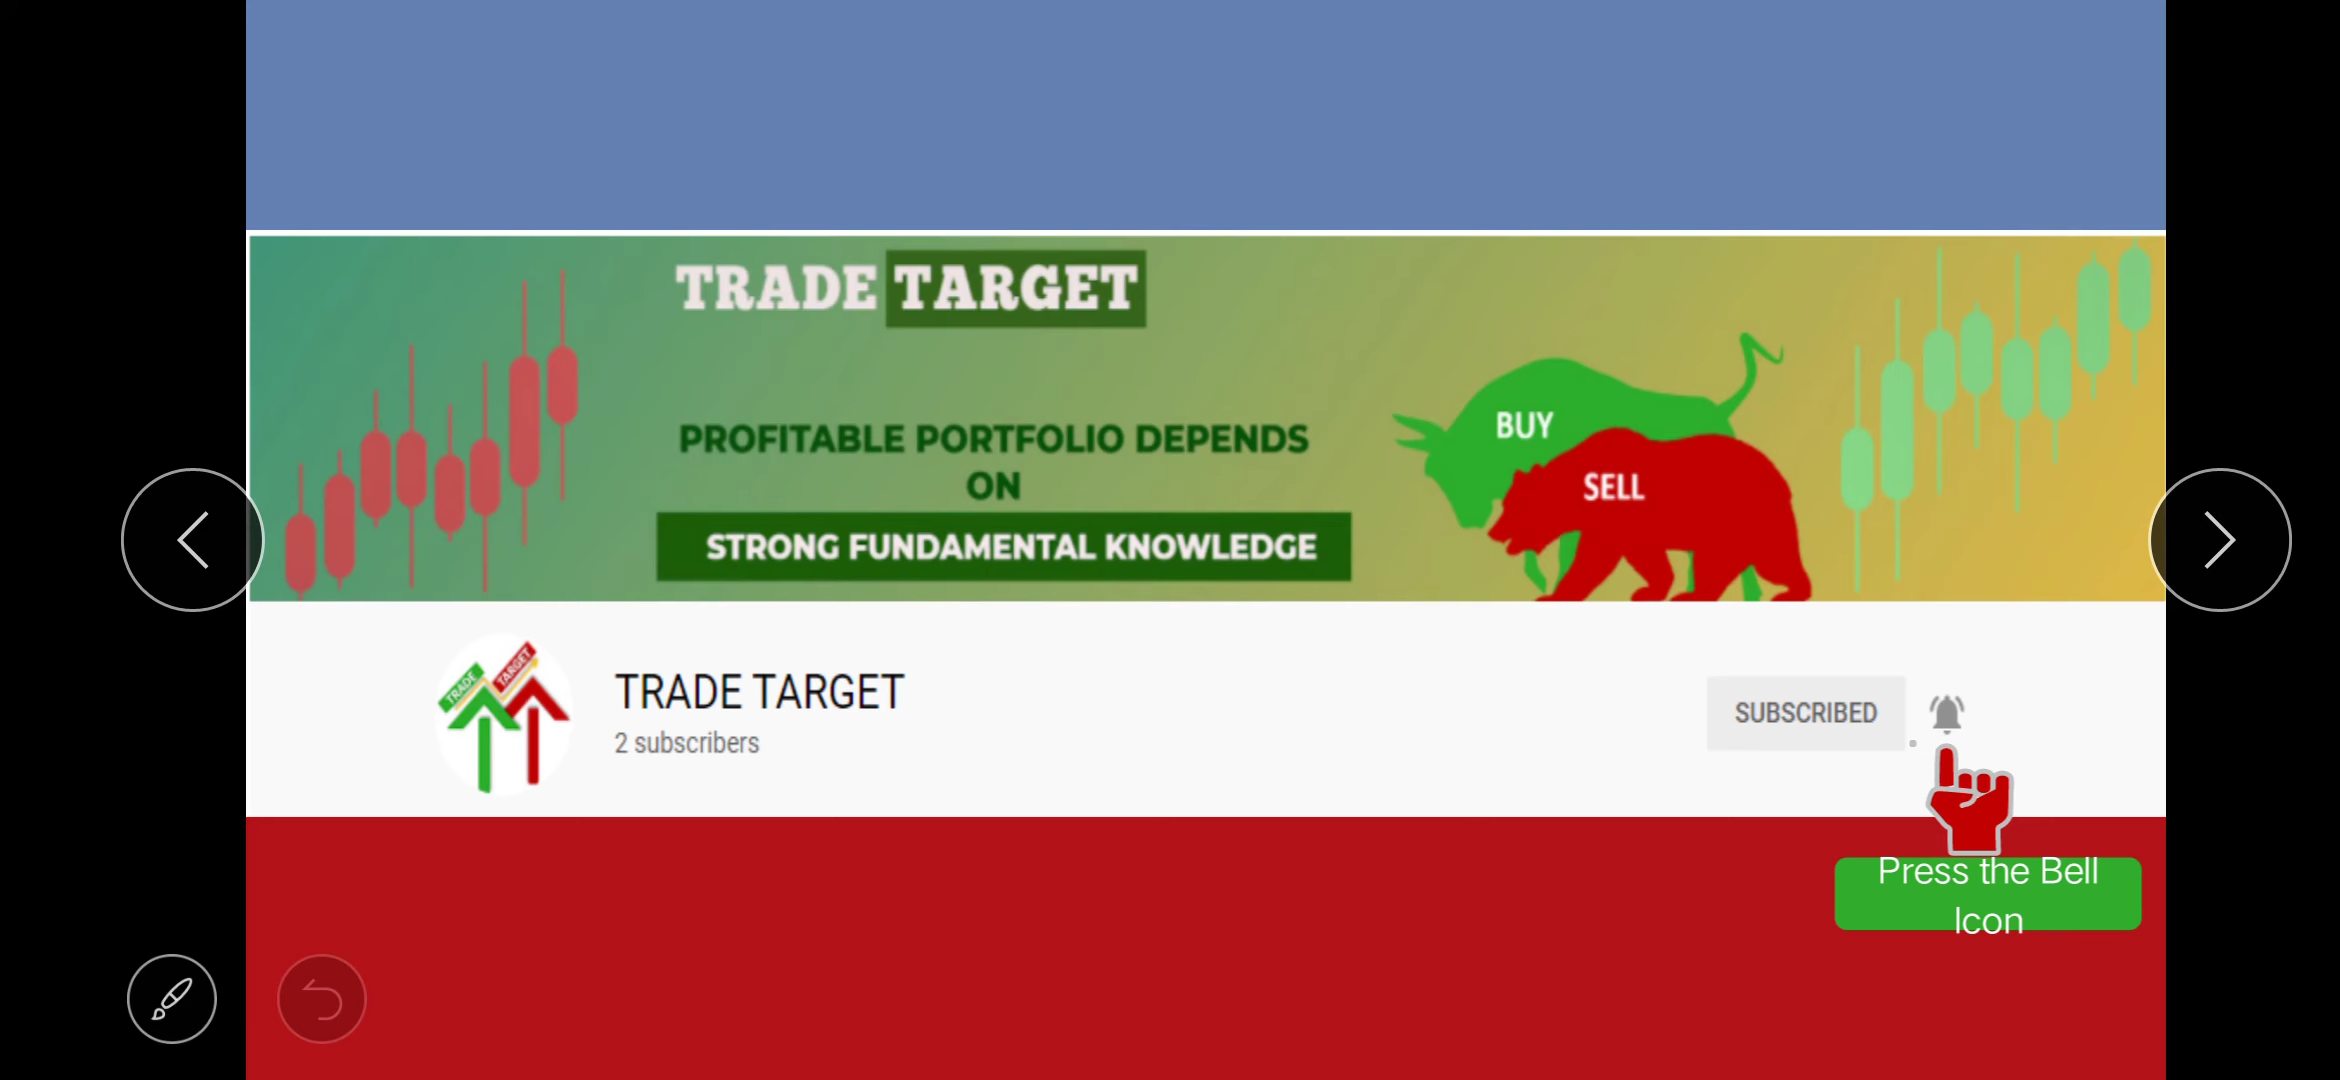 TRADE TARGET
PROFITABLE PORTFOLIO DEPENDS
ON
STRONG FUNDAMENTAL KNOWLEDGE
BUY
SELL
TRADE
TARGET
TRADE TARGET
2 subscribers
SUBSCRIBED
Press the Bell
Icon